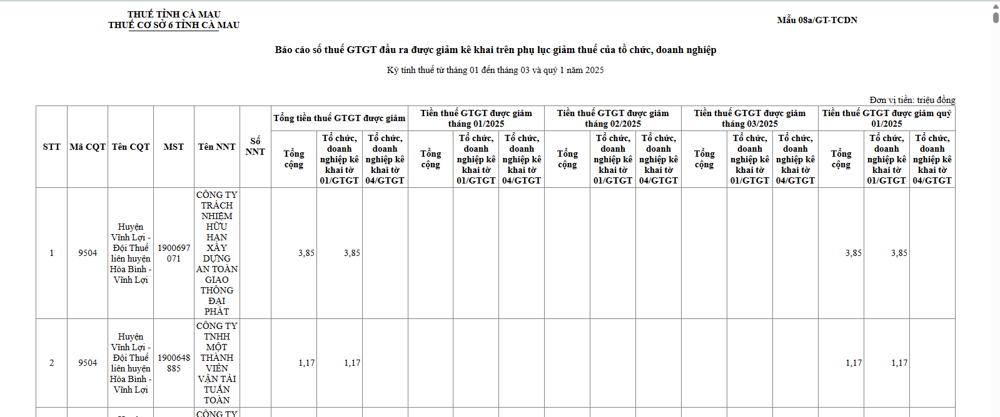 THUẾ TỈNH CÀ MAU
THUẾ CƠ SỞ 6 TỈNH CÀ MAU
Mẫu 08a/GT-TCDN
Báo cáo số thuế GTGT đầu ra được giảm kê khai trên phụ lục giảm thuế của tổ chức, doanh nghiệp
Kỳ tính thuế từ tháng 01 đến tháng 03 và quý 1 năm 2025
Đơn vị tiền: triệu đồng
STT
Mã CQT
Tên CQT
MST
Tên NNT
Số
NNT
Tổng tiền thuế GTGT được giảm
Tiền thuế GTGT được giảm
tháng 01/2025
Tiền thuế GTGT được giảm
tháng 02/2025
Tiền thuế GTGT được giảm
tháng 03/2025
Tiền thuế GTGT được giảm quý
01/2025
Tổng
cộng
Tổ chức,
doanh
nghiệp kê
khai tờ
01/GTGT
Tổ chức,
doanh
nghiệp kê
khai tờ
04/GTGT
Tổng
cộng
Tổ chức,
doanh
nghiệp kê
khai tờ
01/GTGT
Tổ chức,
doanh
nghiệp kê
khai tờ
04/GTGT
Tổng
cộng
Tổ chức,
doanh
nghiệp kê
khai tờ
01/GTGT
Tổ chức,
doanh
nghiệp kê
khai tờ
04/GTGT
Tổng
cộng
Tổ chức,
doanh
nghiệp kê
khai tờ
01/GTGT
Tổ chức,
doanh
nghiệp kê
khai tờ
04/GTGT
Tổng
cộng
Tổ chức,
doanh
nghiệp kê
khai tờ
01/GTGT
Tổ chức,
doanh
nghiệp kê
khai tờ
04/GTGT
1
9504
Huyện
Vĩnh Lợi -
Đội Thuế
liên huyện
Hòa Bình -
Vĩnh Lợi
1900697
071
CÔNG TY
TRÁCH
NHIỆM
HỮU
HẠN
XÂY
DỰNG
AN TOÀN
GIAO
THÔNG
ĐẠI
PHÁT
3,85
3,85
3,85
3,85
2
9504
Huyện
Vĩnh Lợi -
Đội Thuế
liên huyện
Hòa Bình -
Vĩnh Lợi
1900648
885
CÔNG TY
TNHH
MỘT
THÀNH
VIÊN
VẬN TẢI
TUẤN
TOÀN
1,17
1,17
1,17
1,17
CÔNG TY